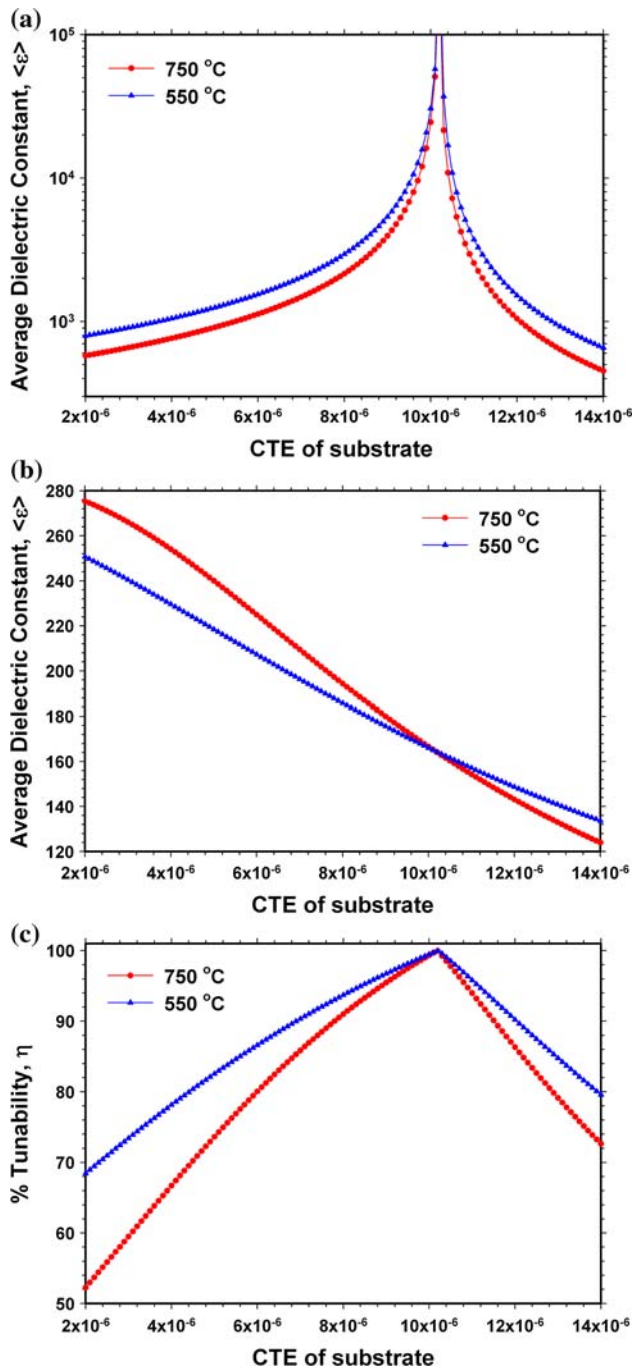 (a)
Average Dielectric Constant, <ε>
10⁵
10⁴
10³
750 °C
550 °C
2x10⁻⁶ 4x10⁻⁶ 6x10⁻⁶ 8x10⁻⁶ 10x10⁻⁶ 12x10⁻⁶ 14x10⁻⁶
CTE of substrate
(b)
Average Dielectric Constant, <ε>
280
260
240
220
200
180
160
140
120
750 °C
550 °C
2x10⁻⁶ 4x10⁻⁶ 6x10⁻⁶ 8x10⁻⁶ 10x10⁻⁶ 12x10⁻⁶ 14x10⁻⁶
CTE of substrate
(c)
% Tunability, η
100
90
80
70
60
50
750 °C
550 °C
2x10⁻⁶ 4x10⁻⁶ 6x10⁻⁶ 8x10⁻⁶ 10x10⁻⁶ 12x10⁻⁶ 14x10⁻⁶
CTE of substrate